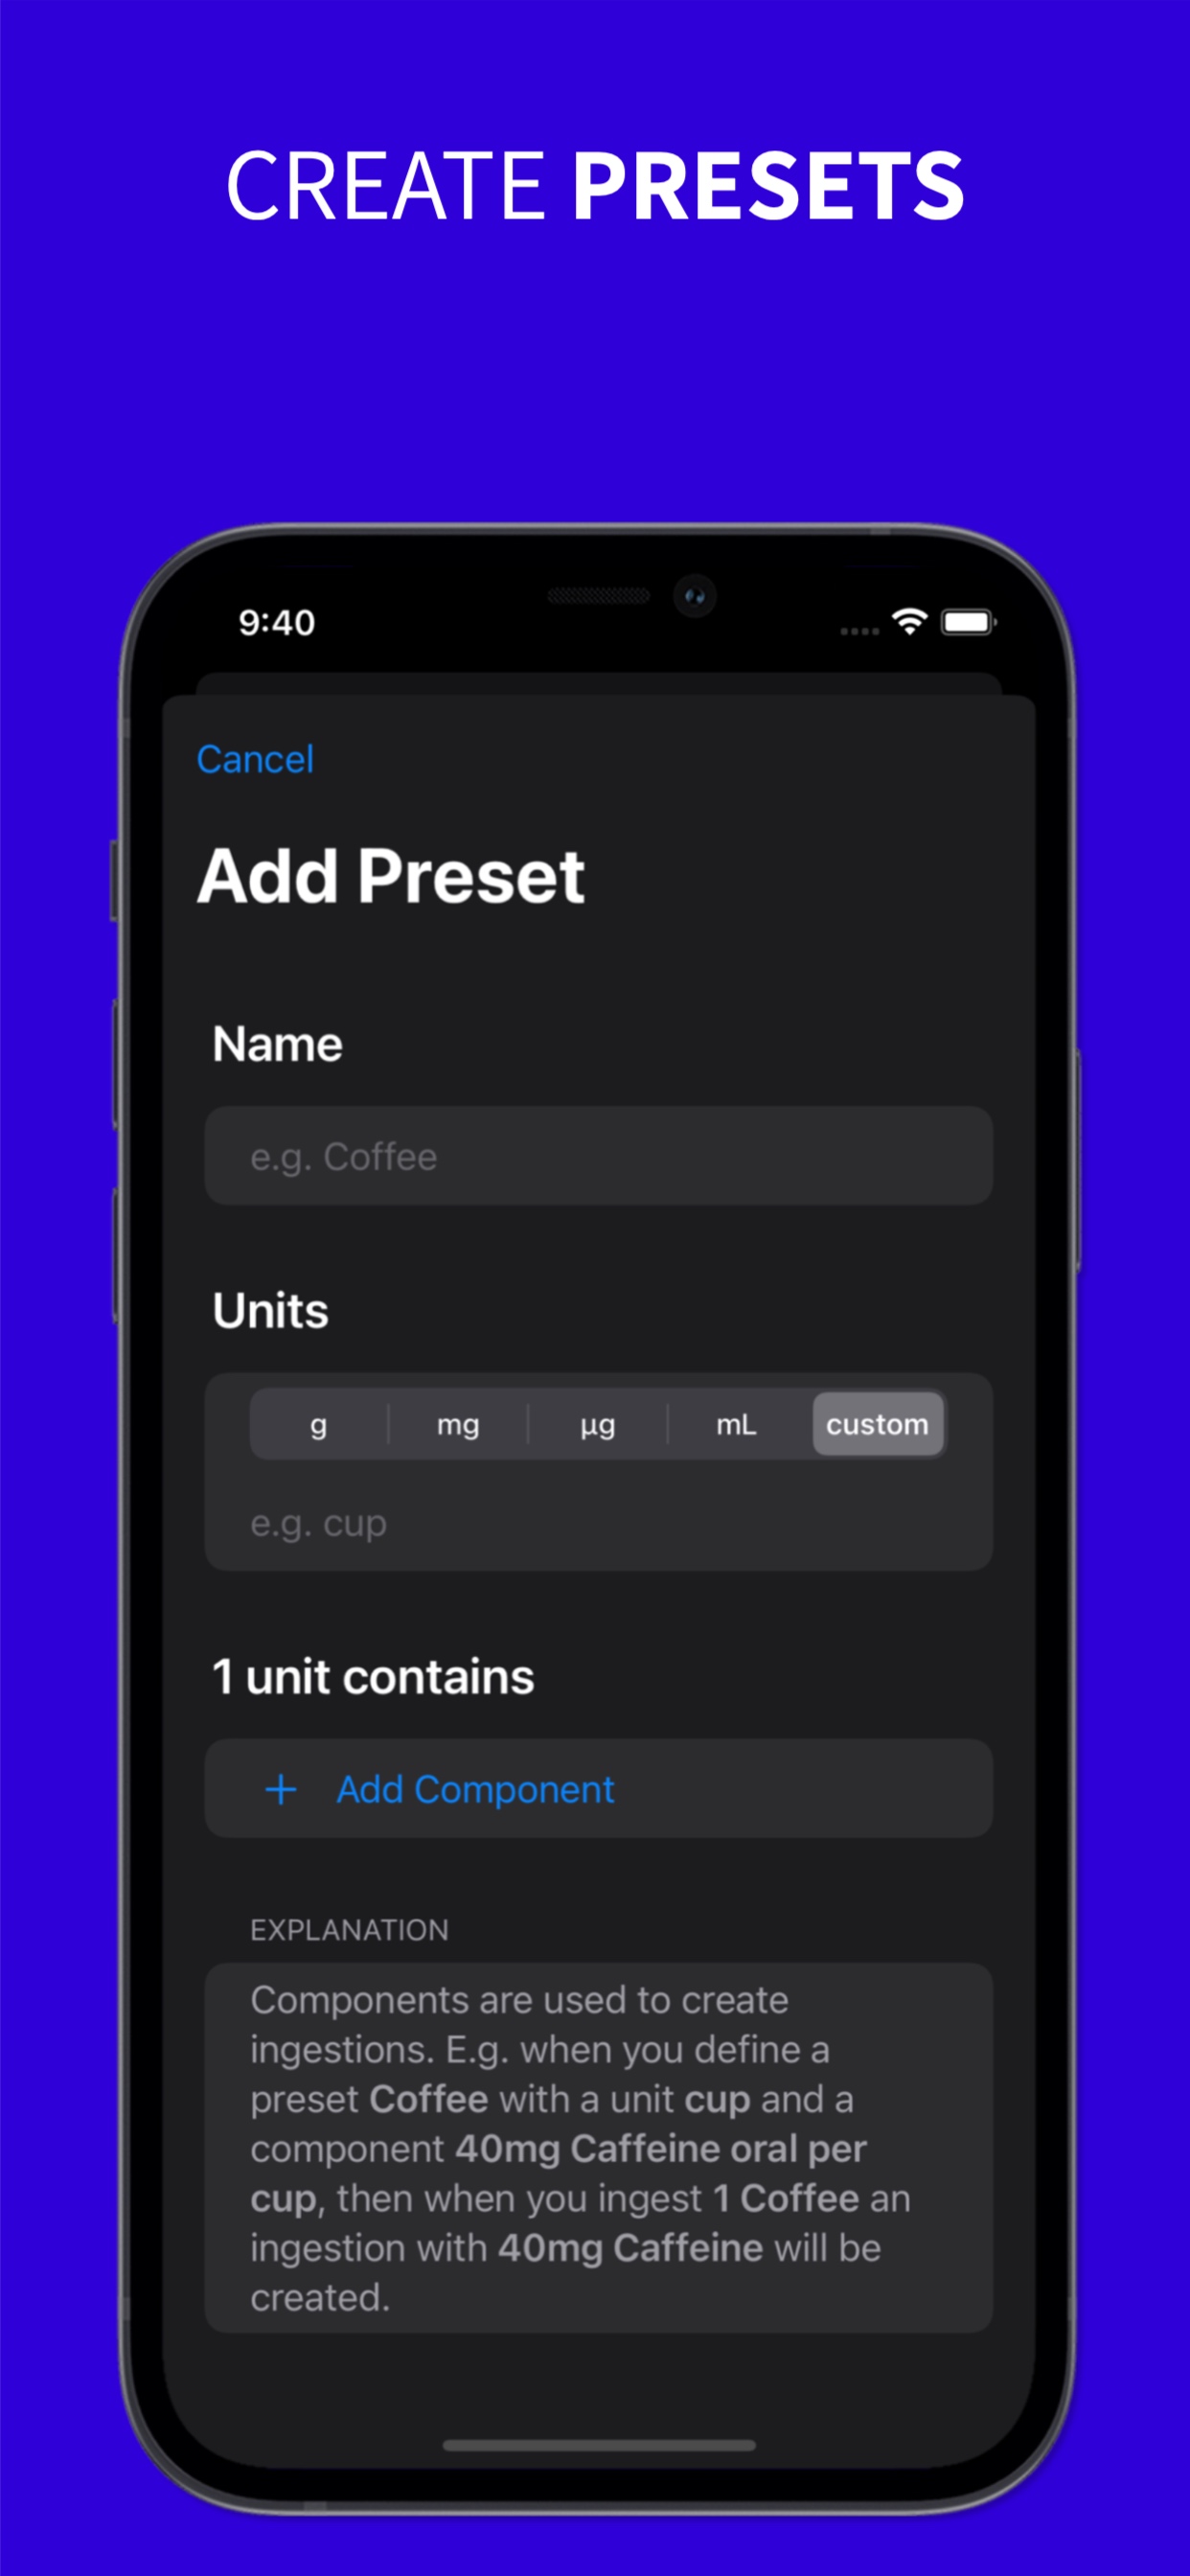 CREATE PRESETS
9:40
Cancel
Add Preset
Name
e.g. Coffee
Units
g mg µg mL custom
e.g. cup
1 unit contains
+ Add Component
EXPLANATION
Components are used to create
ingestions. E.g. when you define a
preset Coffee with a unit cup and a
component 40mg Caffeine oral per
cup, then when you ingest 1 Coffee an
ingestion with 40mg Caffeine will be
created.